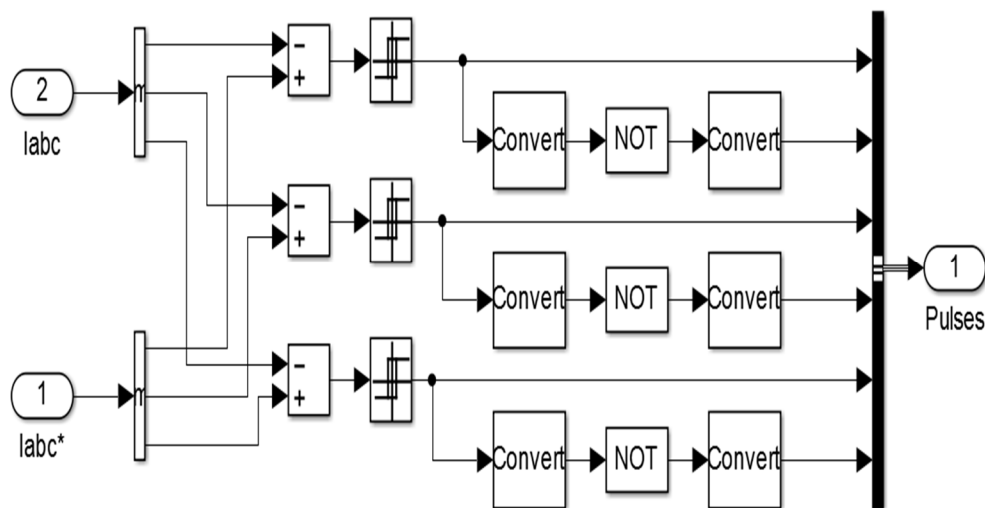 2
Iabc
1
Iabc*
−
+
−
+
−
+
Convert
NOT
Convert
Convert
NOT
Convert
Convert
NOT
Convert
1
Pulses